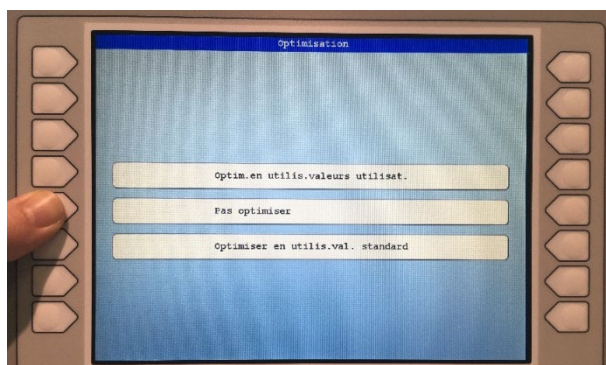 Optimisation
Optim.en utilis.valeurs utilisat.
Pas optimiser
Optimiser en utilis.val. standard